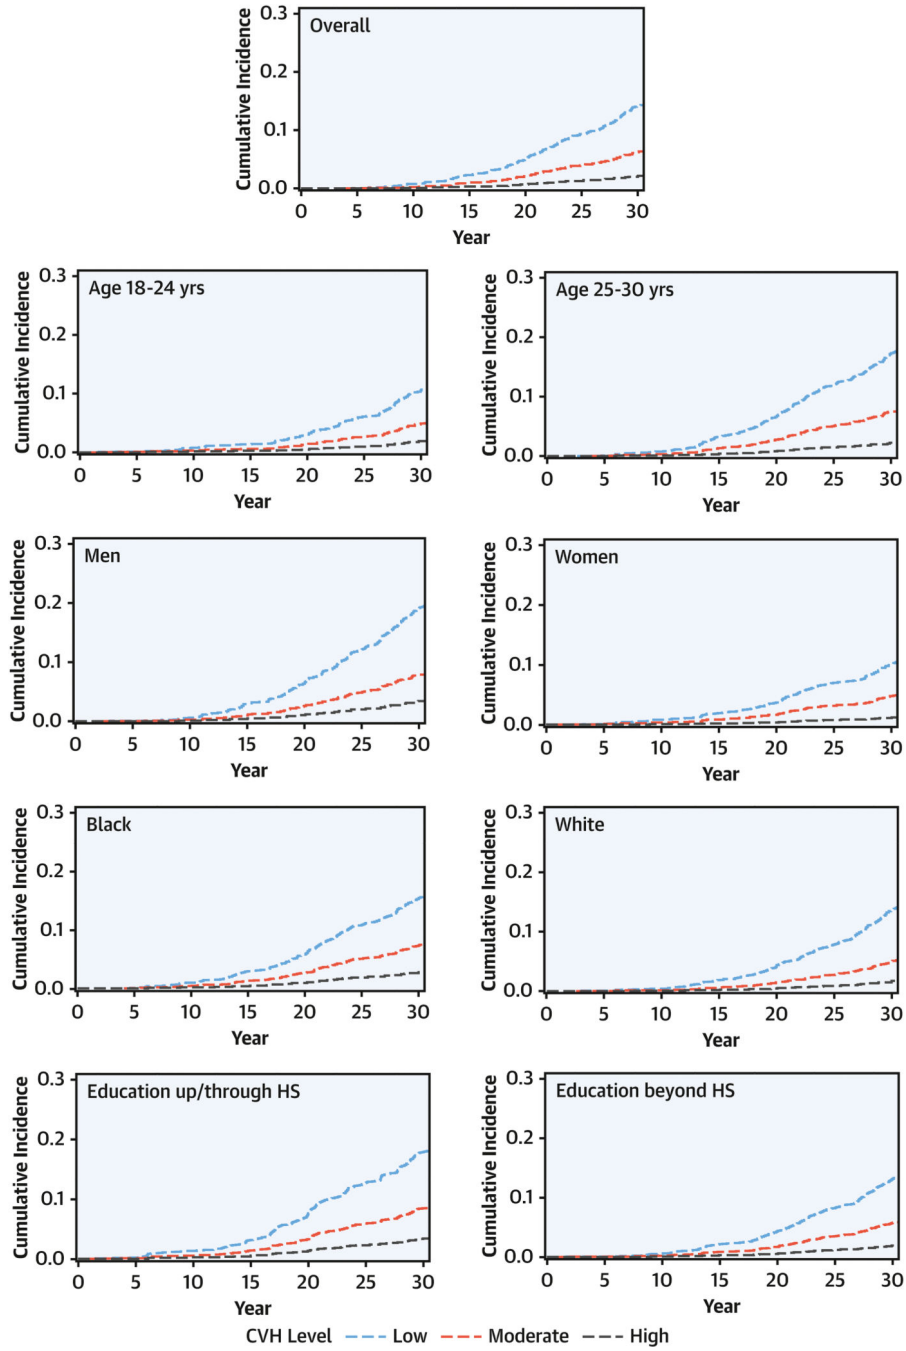 Overall
Cumulative Incidence
0.3
0.2
0.1
0.0
0 5 10 15 20 25 30
Year
Age 18-24 yrs
Cumulative Incidence
0.3
0.2
0.1
0.0
0 5 10 15 20 25 30
Year
Age 25-30 yrs
Cumulative Incidence
0.3
0.2
0.1
0.0
0 5 10 15 20 25 30
Year
Men
Cumulative Incidence
0.3
0.2
0.1
0.0
0 5 10 15 20 25 30
Year
Women
Cumulative Incidence
0.3
0.2
0.1
0.0
0 5 10 15 20 25 30
Year
Black
Cumulative Incidence
0.3
0.2
0.1
0.0
0 5 10 15 20 25 30
Year
White
Cumulative Incidence
0.3
0.2
0.1
0.0
0 5 10 15 20 25 30
Year
Education up/through HS
Cumulative Incidence
0.3
0.2
0.1
0.0
0 5 10 15 20 25 30
Year
Education beyond HS
Cumulative Incidence
0.3
0.2
0.1
0.0
0 5 10 15 20 25 30
Year
CVH Level Low Moderate High